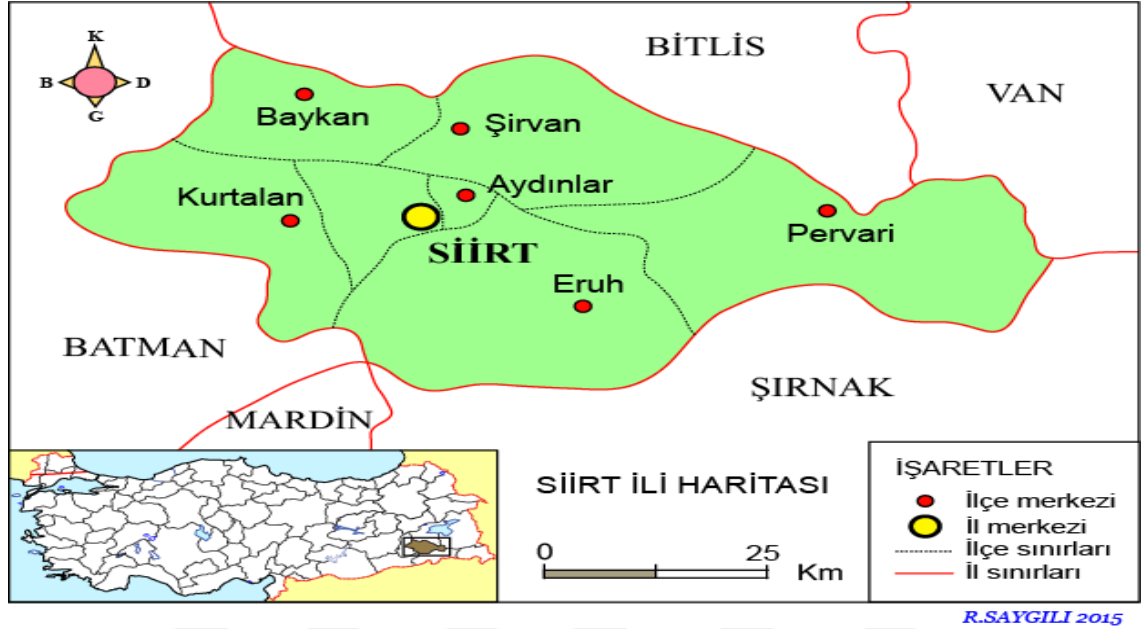 BİTLİS
K
B D
G
VAN
Baykan
Şirvan
Kurtalan
Aydınlar
Pervari
SİİRT
Eruh
BATMAN
ŞIRNAK
MARDİN
SİİRT İLİ HARİTASI
0 25
Km
İŞARETLER
İlçe merkezi
İl merkezi
İlçe sınırları
İl sınırları
R.SAYGILI 2015